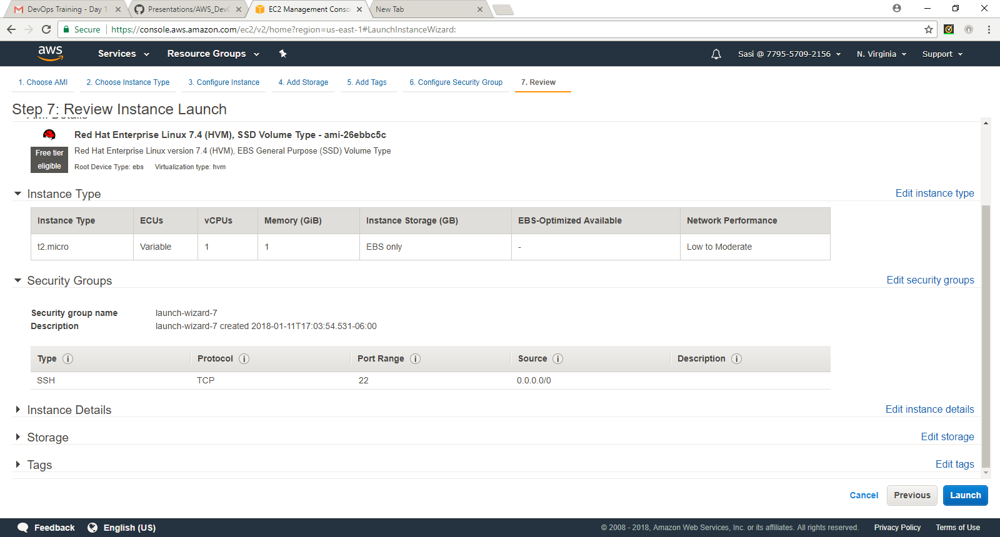 DevOps Training - Day 1
Presentations/AWS_DevO
EC2 Management Conso
New Tab
Secure
https://console.aws.amazon.com/ec2/v2/home?region=us-east-1#LaunchInstanceWizard:
aws
Services
Resource Groups
Sasi @ 7795-5709-2156
N. Virginia
Support
1. Choose AMI
2. Choose Instance Type
3. Configure Instance
4. Add Storage
5. Add Tags
6. Configure Security Group
7. Review
Step 7: Review Instance Launch
AMI Details
Red Hat Enterprise Linux 7.4 (HVM), SSD Volume Type - ami-26ebbc5c
Free tier
eligible
Red Hat Enterprise Linux version 7.4 (HVM), EBS General Purpose (SSD) Volume Type
Root Device Type: ebs Virtualization type: hvm
Instance Type
Edit instance type
Instance Type ECUs vCPUs Memory (GiB) Instance Storage (GB) EBS-Optimized Available Network Performance
t2.micro Variable 1 1 EBS only - Low to Moderate
Security Groups
Edit security groups
Security group name launch-wizard-7
Description launch-wizard-7 created 2018-01-11T17:03:54.531-06:00
Type Protocol Port Range Source Description
SSH TCP 22 0.0.0.0/0
Instance Details
Edit instance details
Storage
Edit storage
Tags
Edit tags
Cancel
Previous
Launch
Feedback
English (US)
© 2008 - 2018, Amazon Web Services, Inc. or its affiliates. All rights reserved.
Privacy Policy
Terms of Use